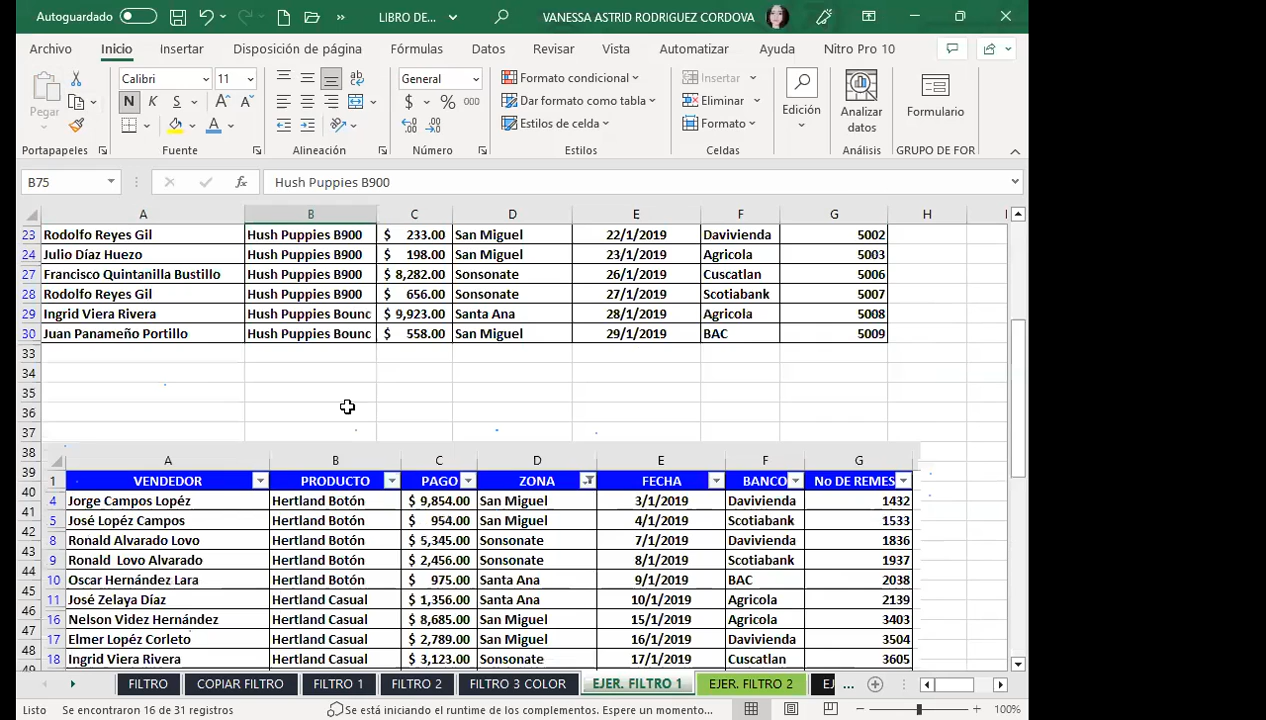 Autoguardado LIBRO DE... VANESSA ASTRID RODRIGUEZ CORDOVA
Archivo Inicio Insertar Disposición de página Fórmulas Datos Revisar Vista Automatizar Ayuda Nitro Pro 10
Pegar Calibri 11 General Formato condicional Insertar Edición Analizar datos Formulario
N K S $ % 000 Dar formato como tabla Eliminar
Estilos de celda Formato
Portapapeles Fuente Alineación Número Estilos Celdas Análisis GRUPO DE FOR
B75 fx Hush Puppies B900
A B C D E F G H I
23 Rodolfo Reyes Gil Hush Puppies B900 $ 233.00 San Miguel 22/1/2019 Davivienda 5002
24 Julio Díaz Huezo Hush Puppies B900 $ 198.00 San Miguel 23/1/2019 Agricola 5003
27 Francisco Quintanilla Bustillo Hush Puppies B900 $ 8,282.00 Sonsonate 26/1/2019 Cuscatlan 5006
28 Rodolfo Reyes Gil Hush Puppies B900 $ 656.00 Sonsonate 27/1/2019 Scotiabank 5007
29 Ingrid Viera Rivera Hush Puppies Bounc $ 9,923.00 Santa Ana 28/1/2019 Agricola 5008
30 Juan Panameño Portillo Hush Puppies Bounc $ 558.00 San Miguel 29/1/2019 BAC 5009
33
34
35
36
37
38 A B C D E F G
39 1 VENDEDOR PRODUCTO PAGO ZONA FECHA BANCO No DE REMES
40 4 Jorge Campos Lopéz Hertland Botón $ 9,854.00 San Miguel 3/1/2019 Davivienda 1432
41 5 José Lopéz Campos Hertland Botón $ 954.00 San Miguel 4/1/2019 Scotiabank 1533
42 8 Ronald Alvarado Lovo Hertland Botón $ 5,345.00 Sonsonate 7/1/2019 Davivienda 1836
43 9 Ronald Lovo Alvarado Hertland Botón $ 2,456.00 Sonsonate 8/1/2019 Scotiabank 1937
44 10 Oscar Hernández Lara Hertland Botón $ 975.00 Santa Ana 9/1/2019 BAC 2038
45 11 José Zelaya Díaz Hertland Casual $ 1,356.00 Santa Ana 10/1/2019 Agricola 2139
46 16 Nelson Videz Hernández Hertland Casual $ 8,685.00 San Miguel 15/1/2019 Agricola 3403
47 17 Elmer Lopéz Corleto Hertland Casual $ 2,789.00 San Miguel 16/1/2019 Davivienda 3504
48 18 Ingrid Viera Rivera Hertland Casual $ 3,123.00 Sonsonate 17/1/2019 Cuscatlan 3605
FILTRO COPIAR FILTRO FILTRO 1 FILTRO 2 FILTRO 3 COLOR EJER. FILTRO 1 EJER. FILTRO 2 EJ ...
Listo Se encontraron 16 de 31 registros Se está iniciando el runtime de los complementos. Espere un momento... 100%